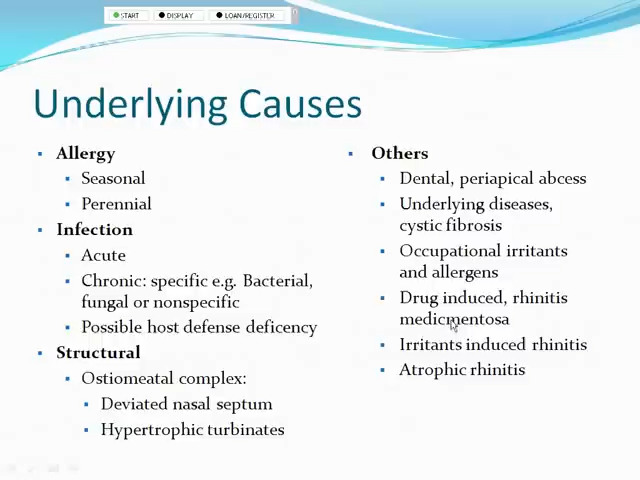 START DISPLAY LOAN/REGISTER
Underlying Causes
Allergy
Seasonal
Perennial
Infection
Acute
Chronic: specific e.g. Bacterial,
fungal or nonspecific
Possible host defense deficency
Structural
Ostiomeatal complex:
Deviated nasal septum
Hypertrophic turbinates
Others
Dental, periapical abcess
Underlying diseases,
cystic fibrosis
Occupational irritants
and allergens
Drug induced, rhinitis
medicmentosa
Irritants induced rhinitis
Atrophic rhinitis